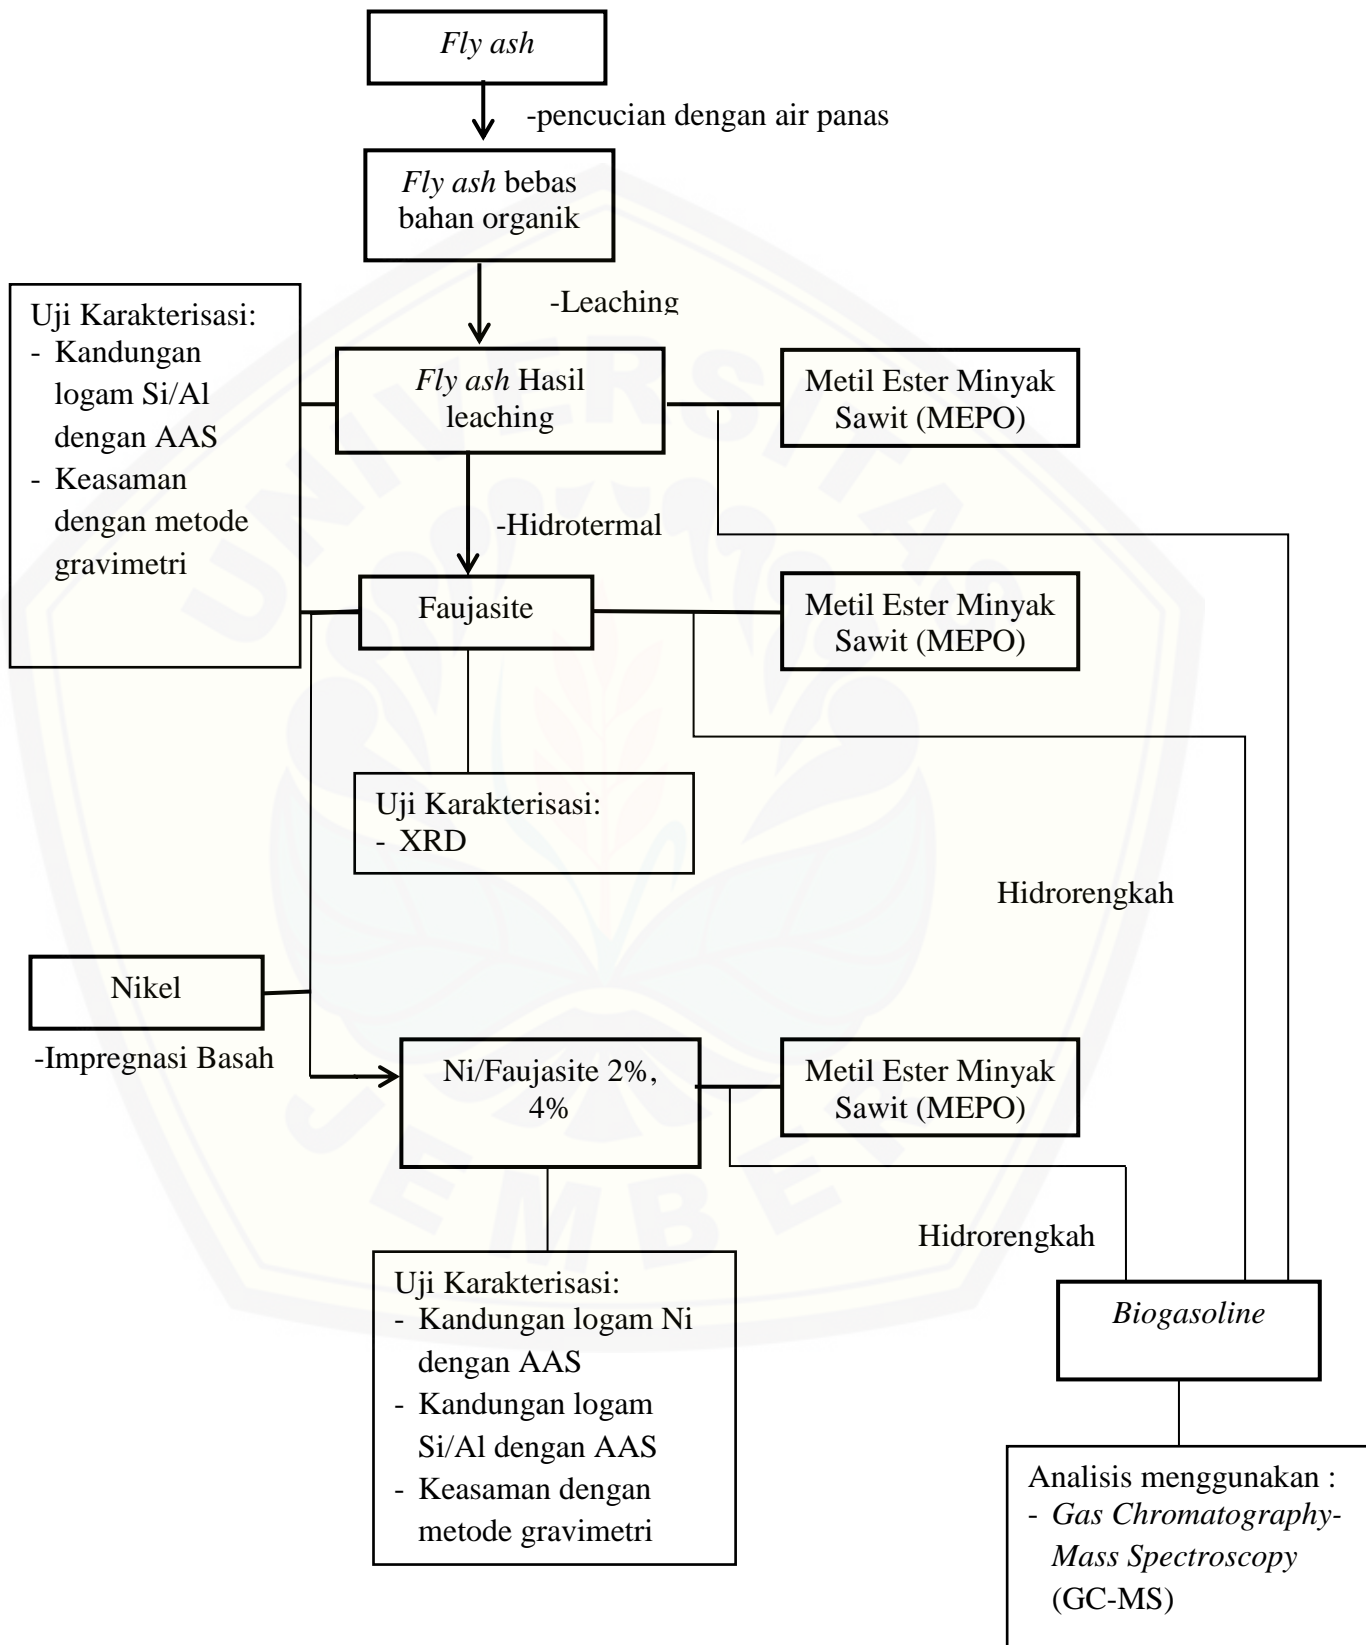 Fly ash
-pencucian dengan air panas
Fly ash bebas
bahan organik
-Leaching
Uji Karakterisasi:
- Kandungan
logam Si/Al
dengan AAS
- Keasaman
dengan metode
gravimetri
Fly ash Hasil
leaching
Metil Ester Minyak
Sawit (MEPO)
-Hidrotermal
Faujasite
Metil Ester Minyak
Sawit (MEPO)
Uji Karakterisasi:
- XRD
Hidrorengkah
Nikel
-Impregnasi Basah
Ni/Faujasite 2%,
4%
Metil Ester Minyak
Sawit (MEPO)
Hidrorengkah
Uji Karakterisasi:
- Kandungan logam Ni
dengan AAS
- Kandungan logam
Si/Al dengan AAS
- Keasaman dengan
metode gravimetri
Biogasoline
Analisis menggunakan :
- Gas Chromatography-
Mass Spectroscopy
(GC-MS)
UNIVERSITAS
JEMBER